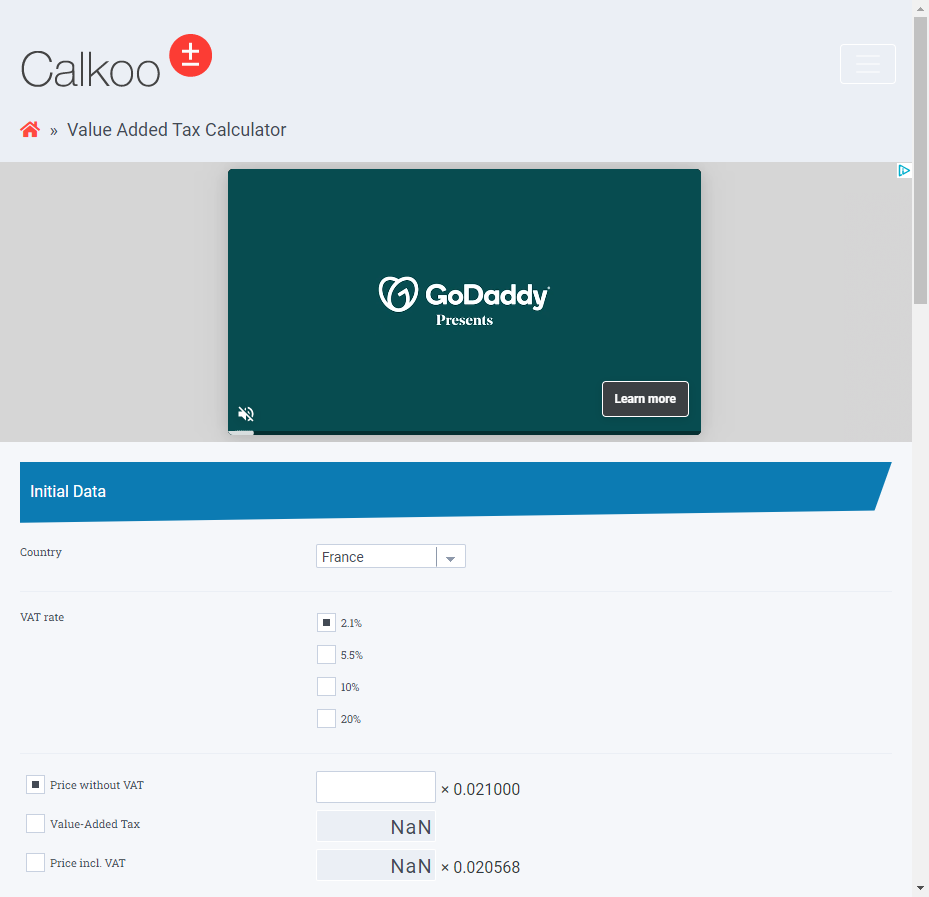 Calkoo ±
» Value Added Tax Calculator
GoDaddy
Presents
Learn more
Initial Data
Country
France
VAT rate
2.1%
5.5%
10%
20%
Price without VAT
× 0.021000
Value-Added Tax
NaN
Price incl. VAT
NaN × 0.020568